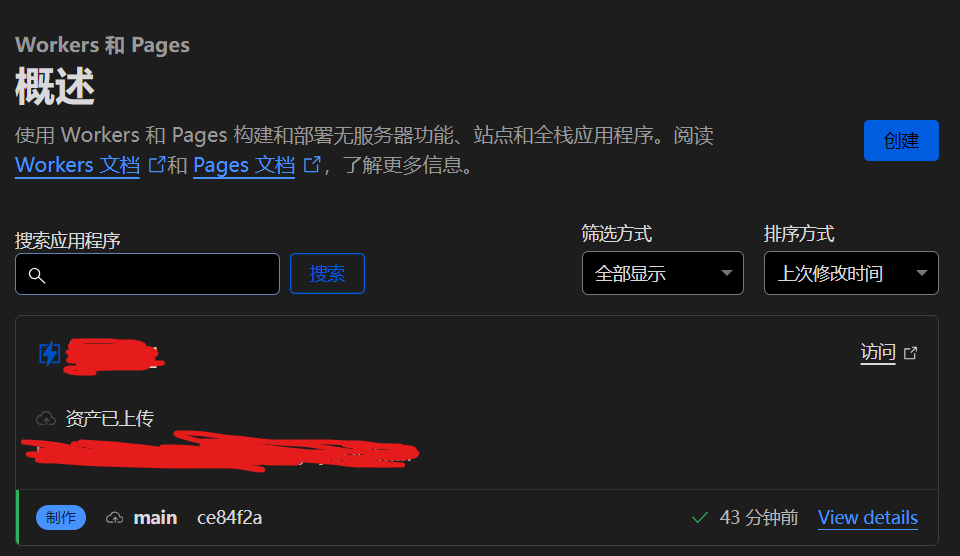 Workers 和 Pages
概述
使用 Workers 和 Pages 构建和部署无服务器功能、站点和全栈应用程序。阅读
Workers 文档 和 Pages 文档 ，了解更多信息。
创建
搜索应用程序
搜索
筛选方式
全部显示
排序方式
上次修改时间
访问
资产已上传
制作 main ce84f2a 43 分钟前 View details